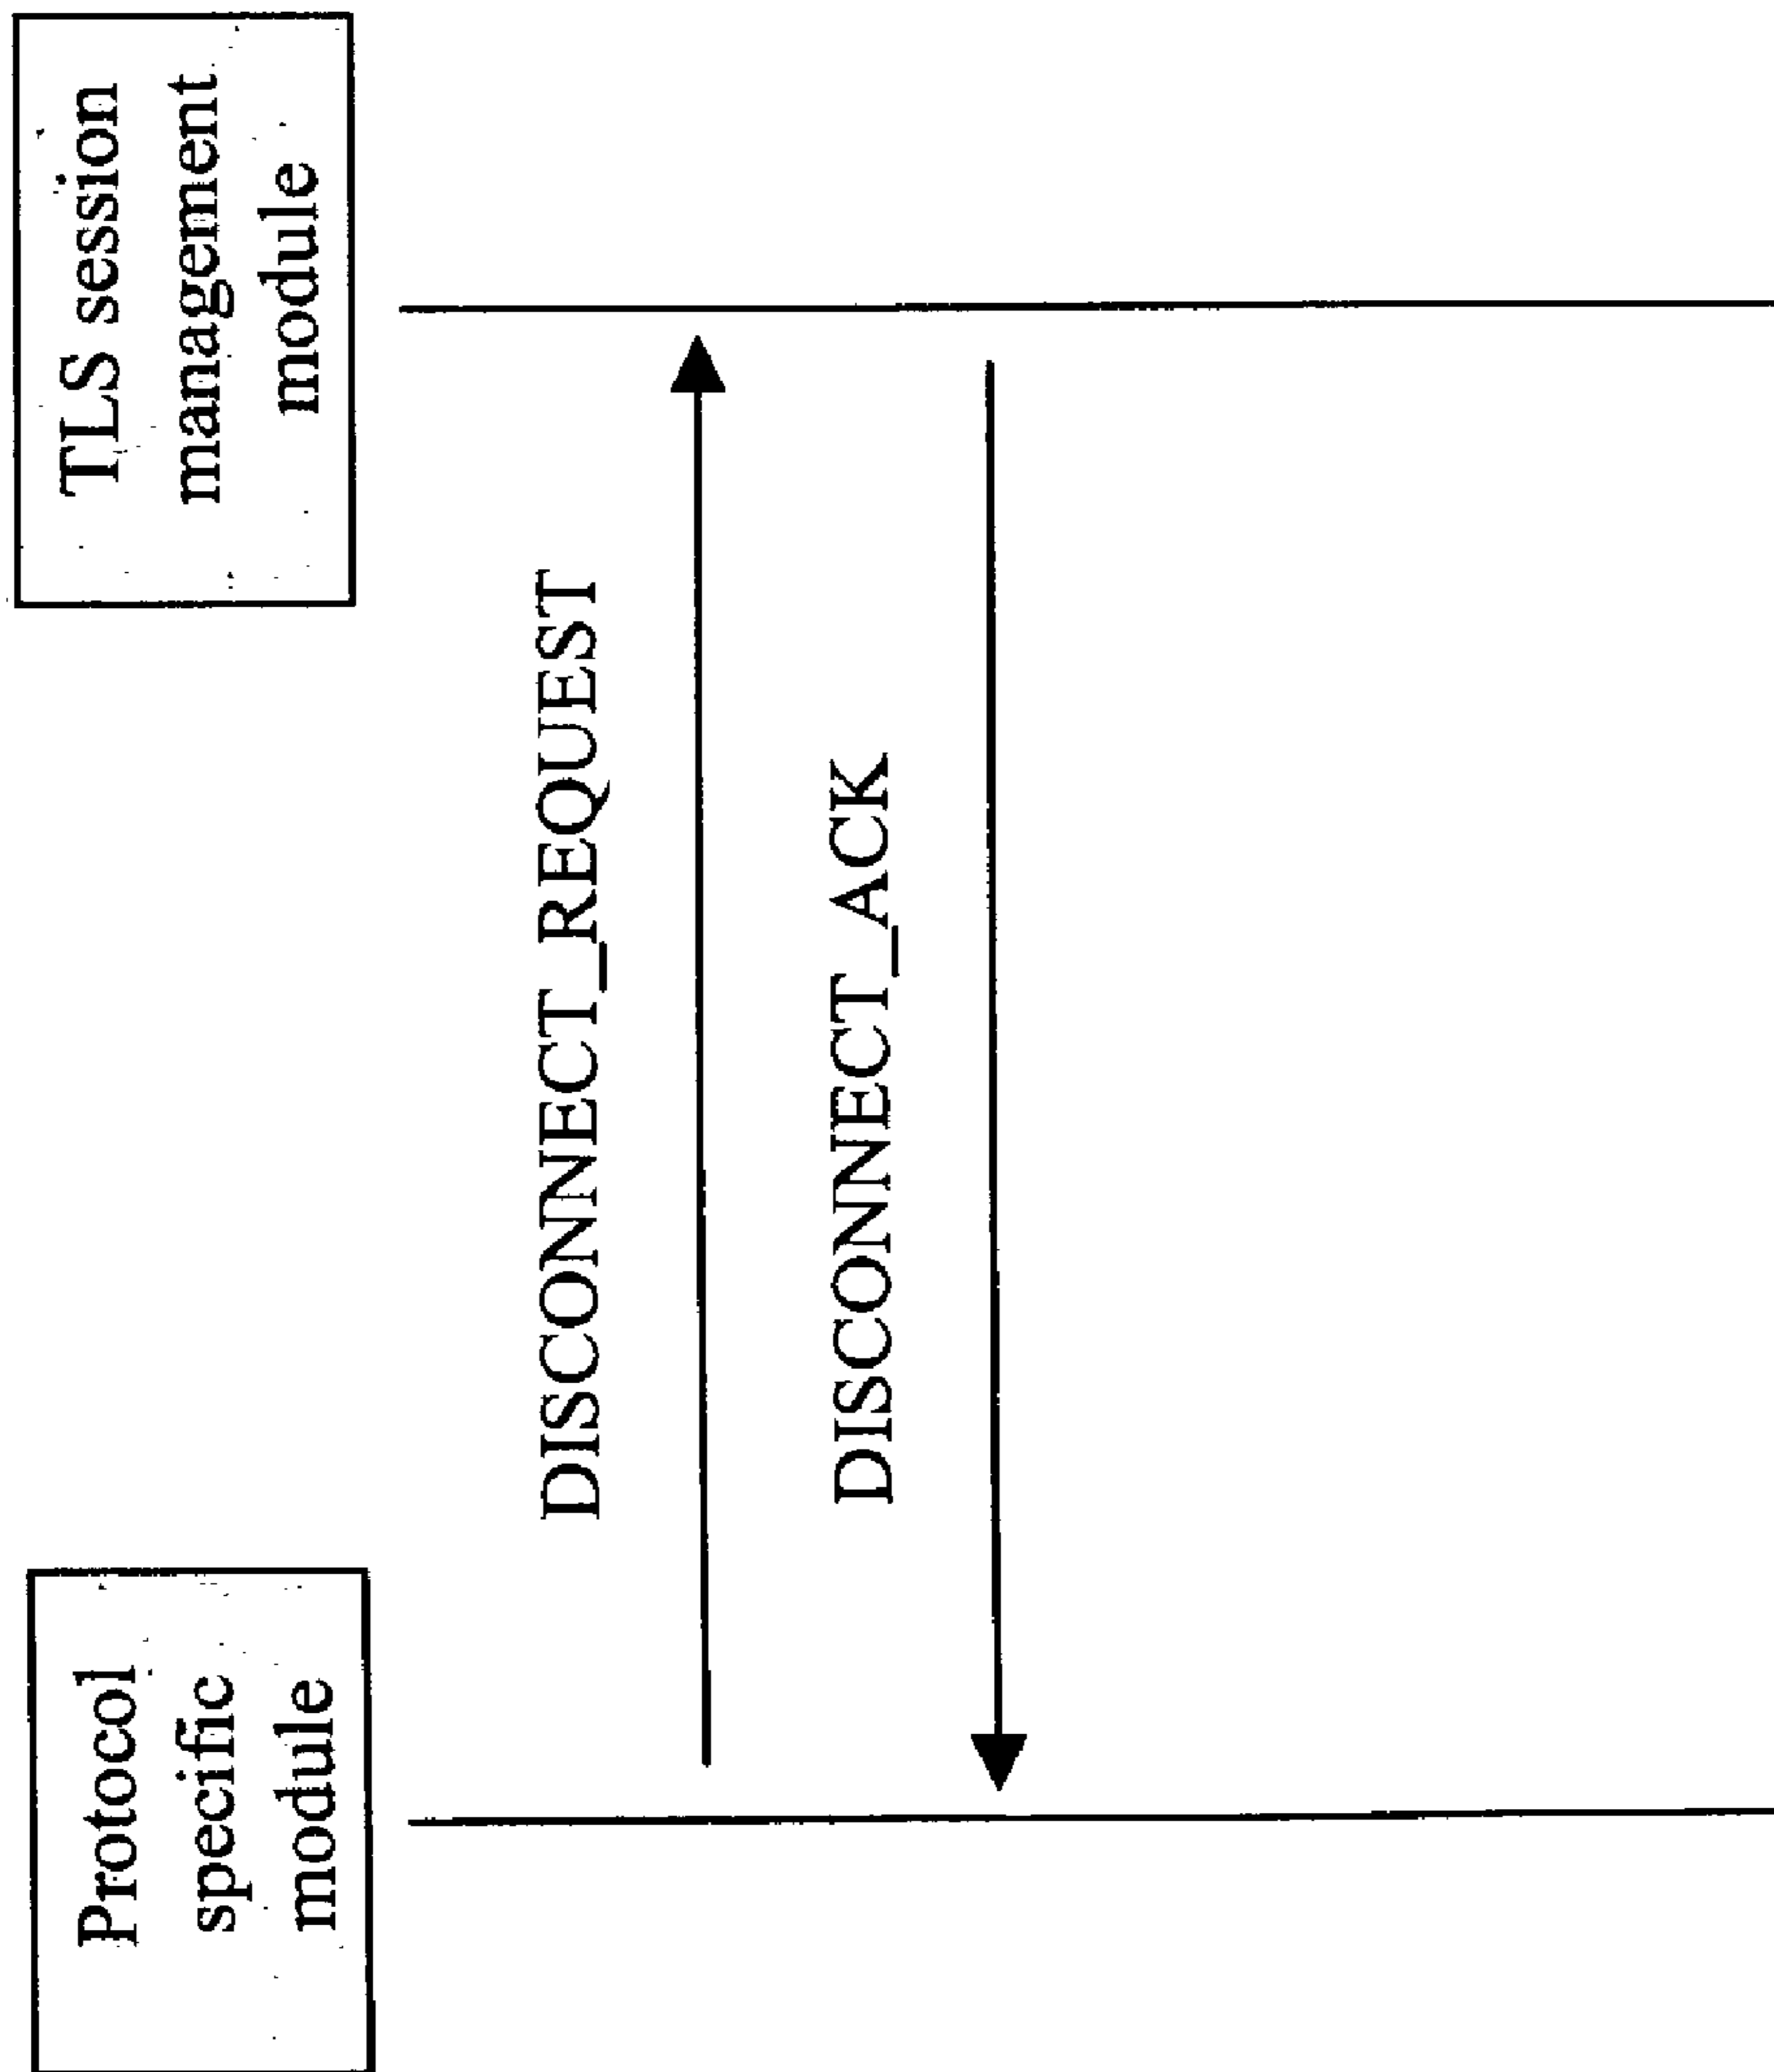 Protocol
specific
module
TLS session
management
module
DISCONNECT_REQUEST
DISCONNECT_ACK